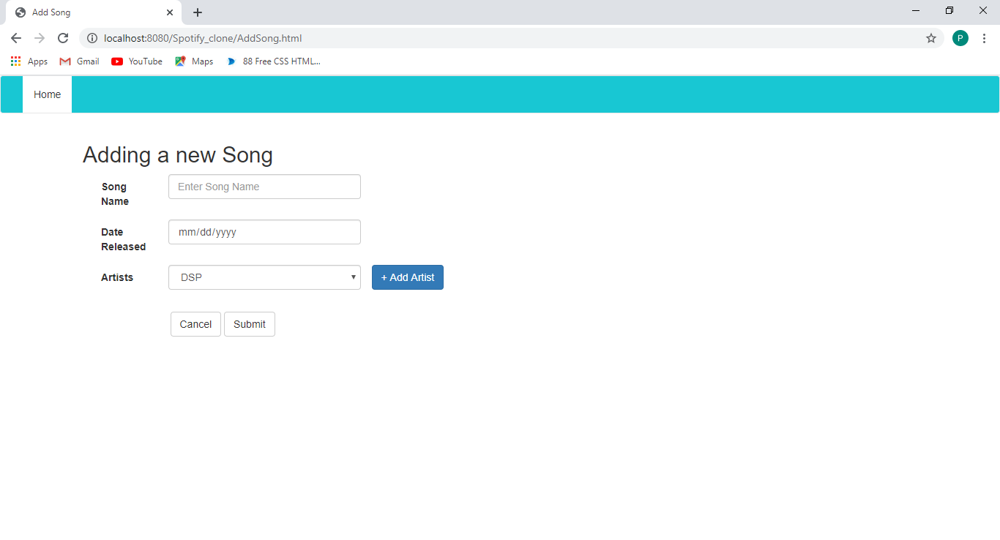 Add Song
localhost:8080/Spotify_clone/AddSong.html
P
Apps Gmail YouTube Maps 88 Free CSS HTML...
Home
Adding a new Song
Song Name
Enter Song Name
Date Released
mm/dd/yyyy
Artists
DSP
+ Add Artist
Cancel Submit